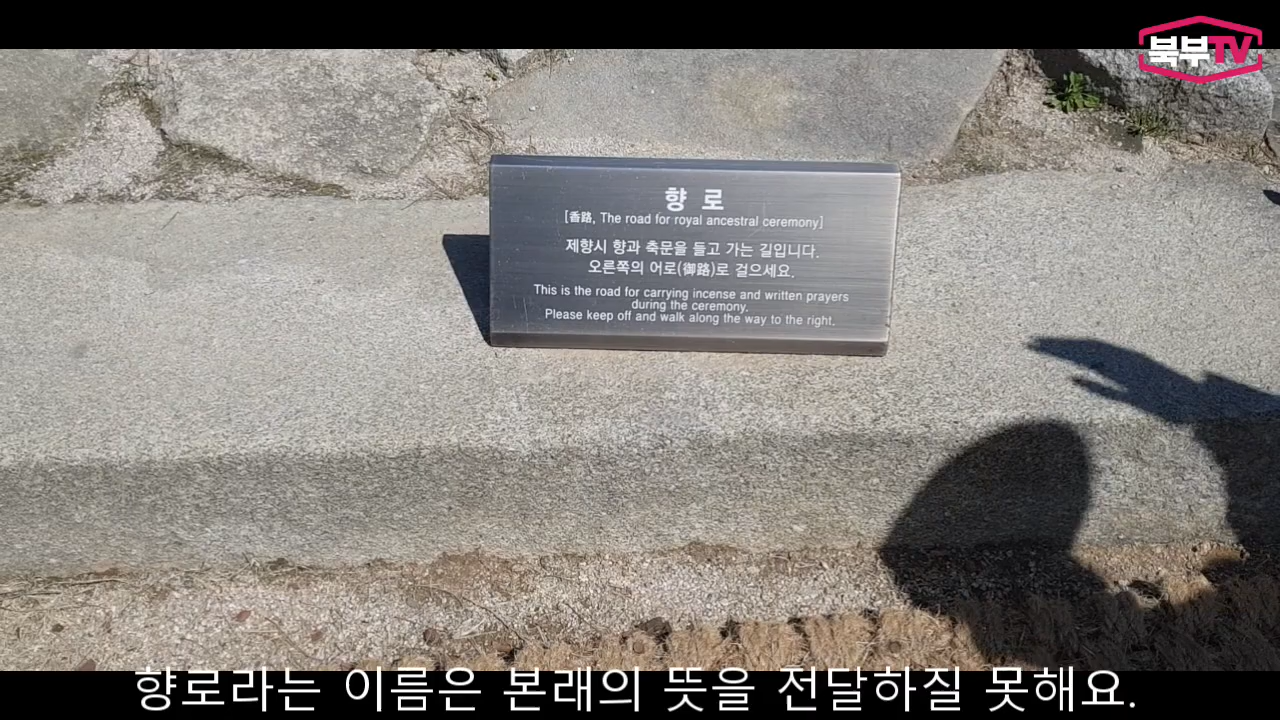 북부TV
향 로
[香路, The road for royal ancestral ceremony]
제향시 향과 축문을 들고 가는 길입니다.
오른쪽의 어로(御路)로 걸으세요.
This is the road for carrying incense and written prayers
during the ceremony.
Please keep off and walk along the way to the right.
향로라는 이름은 본래의 뜻을 전달하질 못해요.